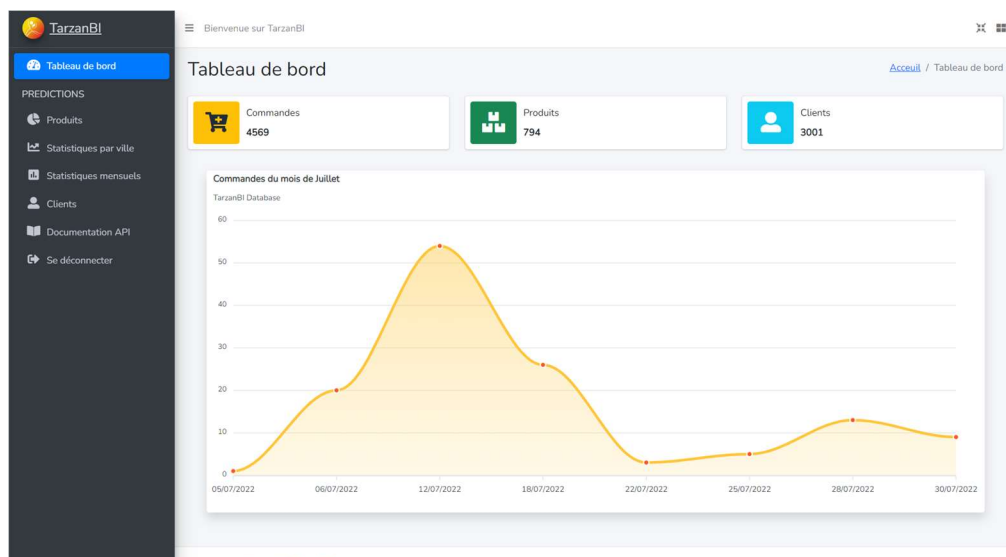 TarzanBI
Bienvenue sur TarzanBI
Tableau de bord
PREDICTIONS
Produits
Statistiques par ville
Statistiques mensuels
Clients
Documentation API
Se déconnecter
Tableau de bord
Acceuil / Tableau de bord
Commandes
4569
Produits
794
Clients
3001
Commandes du mois de Juillet
TarzanBI Database
60
50
40
30
20
10
0
05/07/2022 06/07/2022 12/07/2022 18/07/2022 22/07/2022 25/07/2022 28/07/2022 30/07/2022